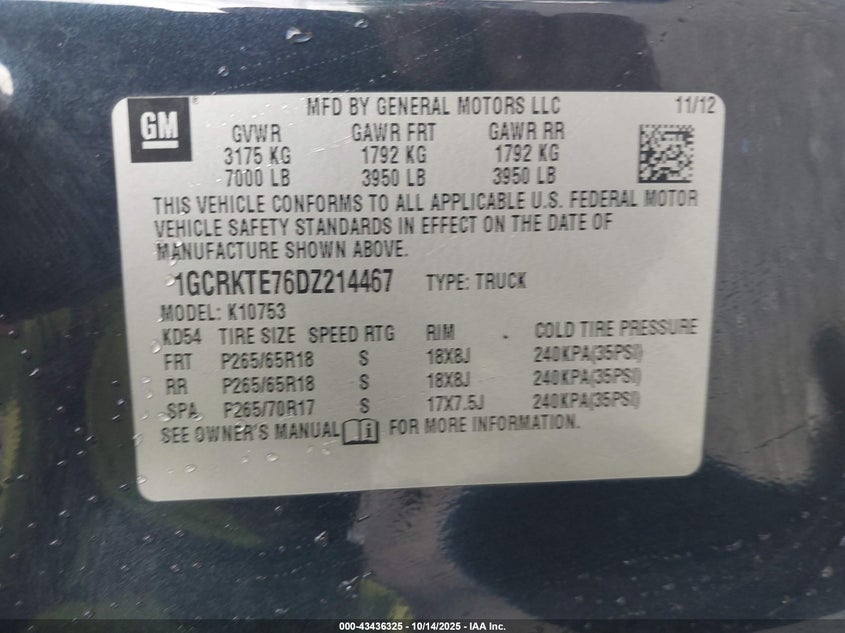 GM ®
MFD BY GENERAL MOTORS LLC 11/12
GVWR GAWR FRT GAWR RR
3175 KG 1792 KG 1792 KG
7000 LB 3950 LB 3950 LB
THIS VEHICLE CONFORMS TO ALL APPLICABLE U.S. FEDERAL MOTOR
VEHICLE SAFETY STANDARDS IN EFFECT ON THE DATE OF
MANUFACTURE SHOWN ABOVE.
1GCRKTE76DZ214467 TYPE: TRUCK
MODEL: K10753
KD54 TIRE SIZE SPEED RTG RIM COLD TIRE PRESSURE
FRT P265/65R18 S 18X8J 240KPA(35PSI)
RR P265/65R18 S 18X8J 240KPA(35PSI)
SPA P265/70R17 S 17X7.5J 240KPA(35PSI)
SEE OWNER'S MANUAL i FOR MORE INFORMATION.
000-43436325 - 10/14/2025 - IAA Inc.